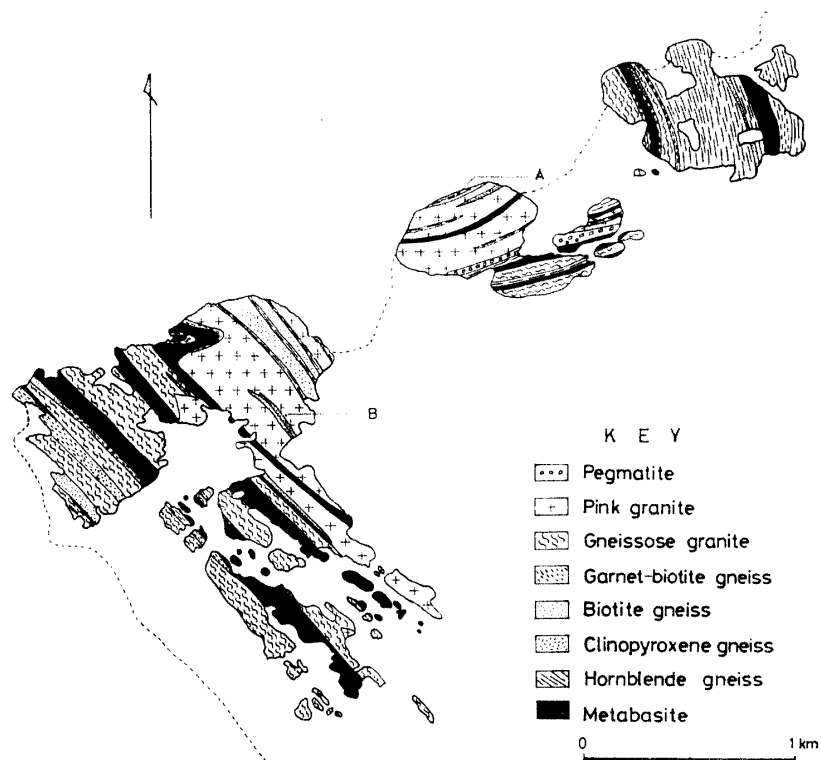 A
B
K E Y
Pegmatite
Pink granite
Gneissose granite
Garnet-biotite gneiss
Biotite gneiss
Clinopyroxene gneiss
Hornblende gneiss
Metabasite
0 1 km